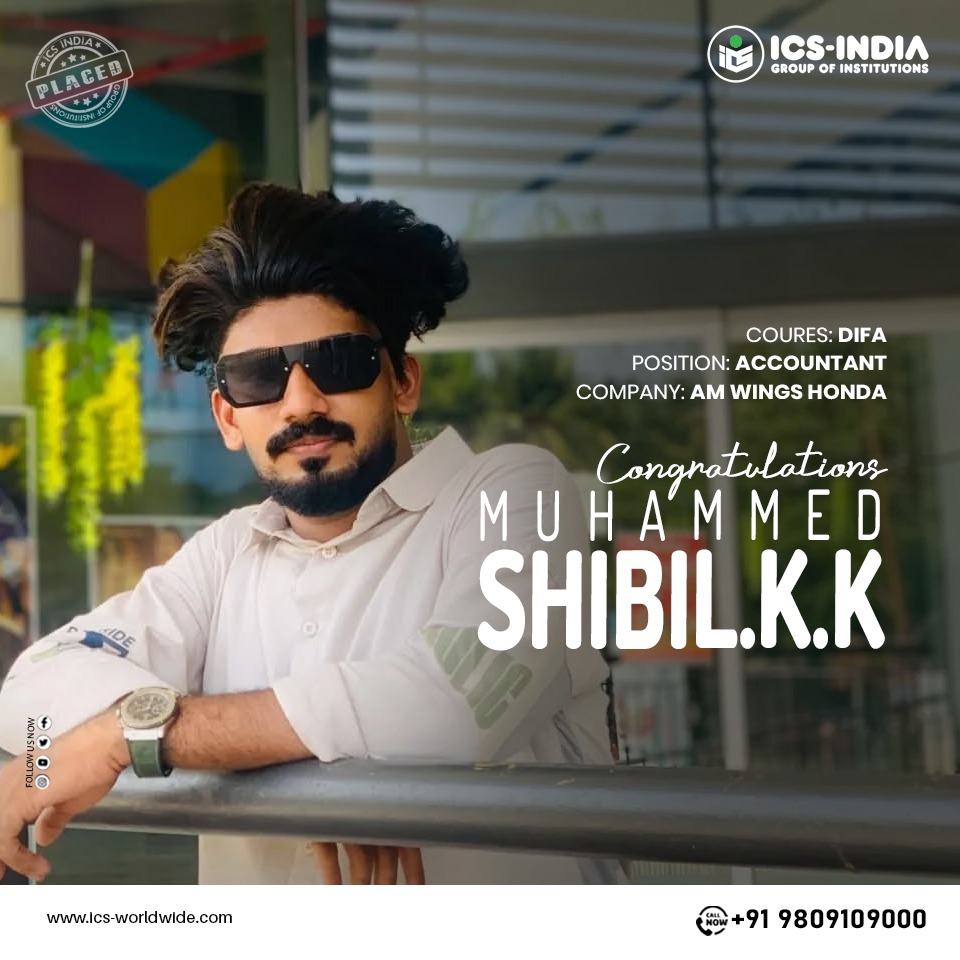 ICS INDIA
PLACED
GROUP OF INSTITUTIONS
ICS-INDIA
GROUP OF INSTITUTIONS
COURES: DIFA
POSITION: ACCOUNTANT
COMPANY: AM WINGS HONDA
Congratulations
MUHAMMED
SHIBIL.K.K
FOLLOW US NOW
www.ics-worldwide.com
CALL NOW
+91 9809109000